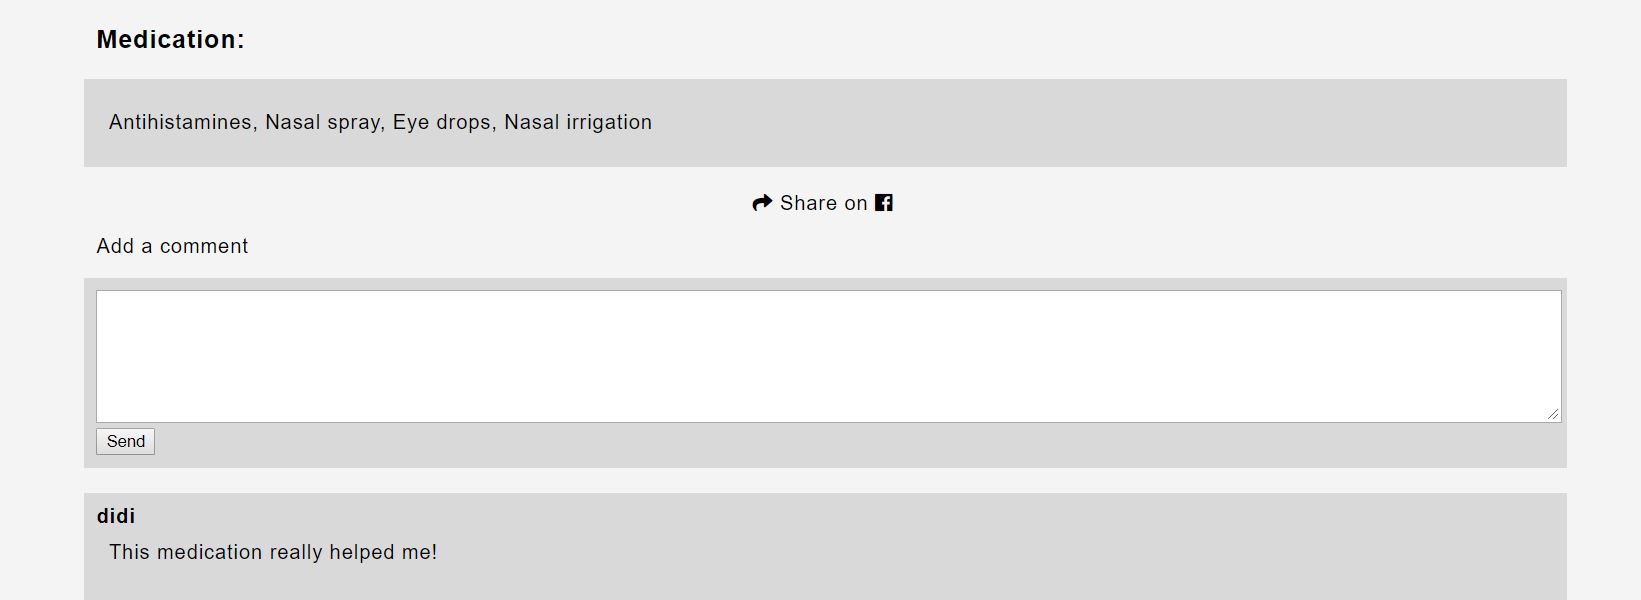 Medication:
Antihistamines, Nasal spray, Eye drops, Nasal irrigation
Share on
Add a comment
Send
didi
This medication really helped me!